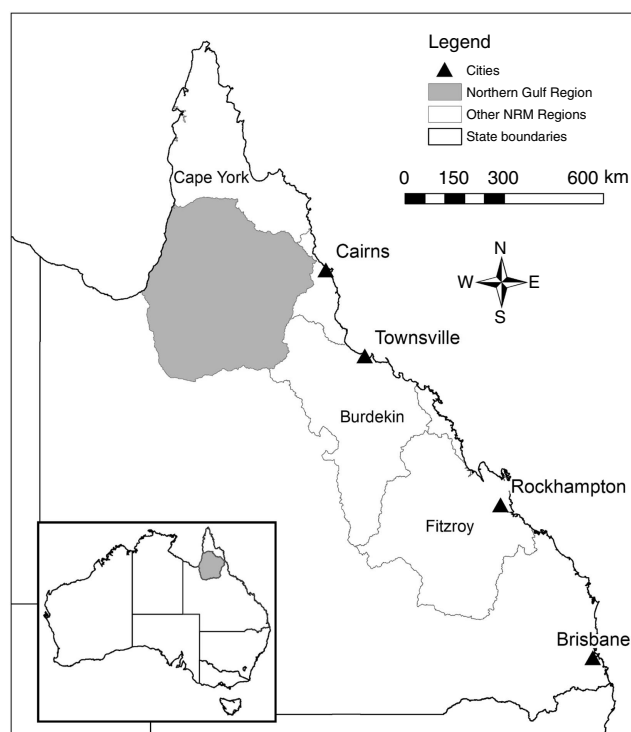 Legend
Cities
Northern Gulf Region
Other NRM Regions
State boundaries
0 150 300 600 km
Cape York
N
W E
S
Cairns
Townsville
Burdekin
Rockhampton
Fitzroy
Brisbane